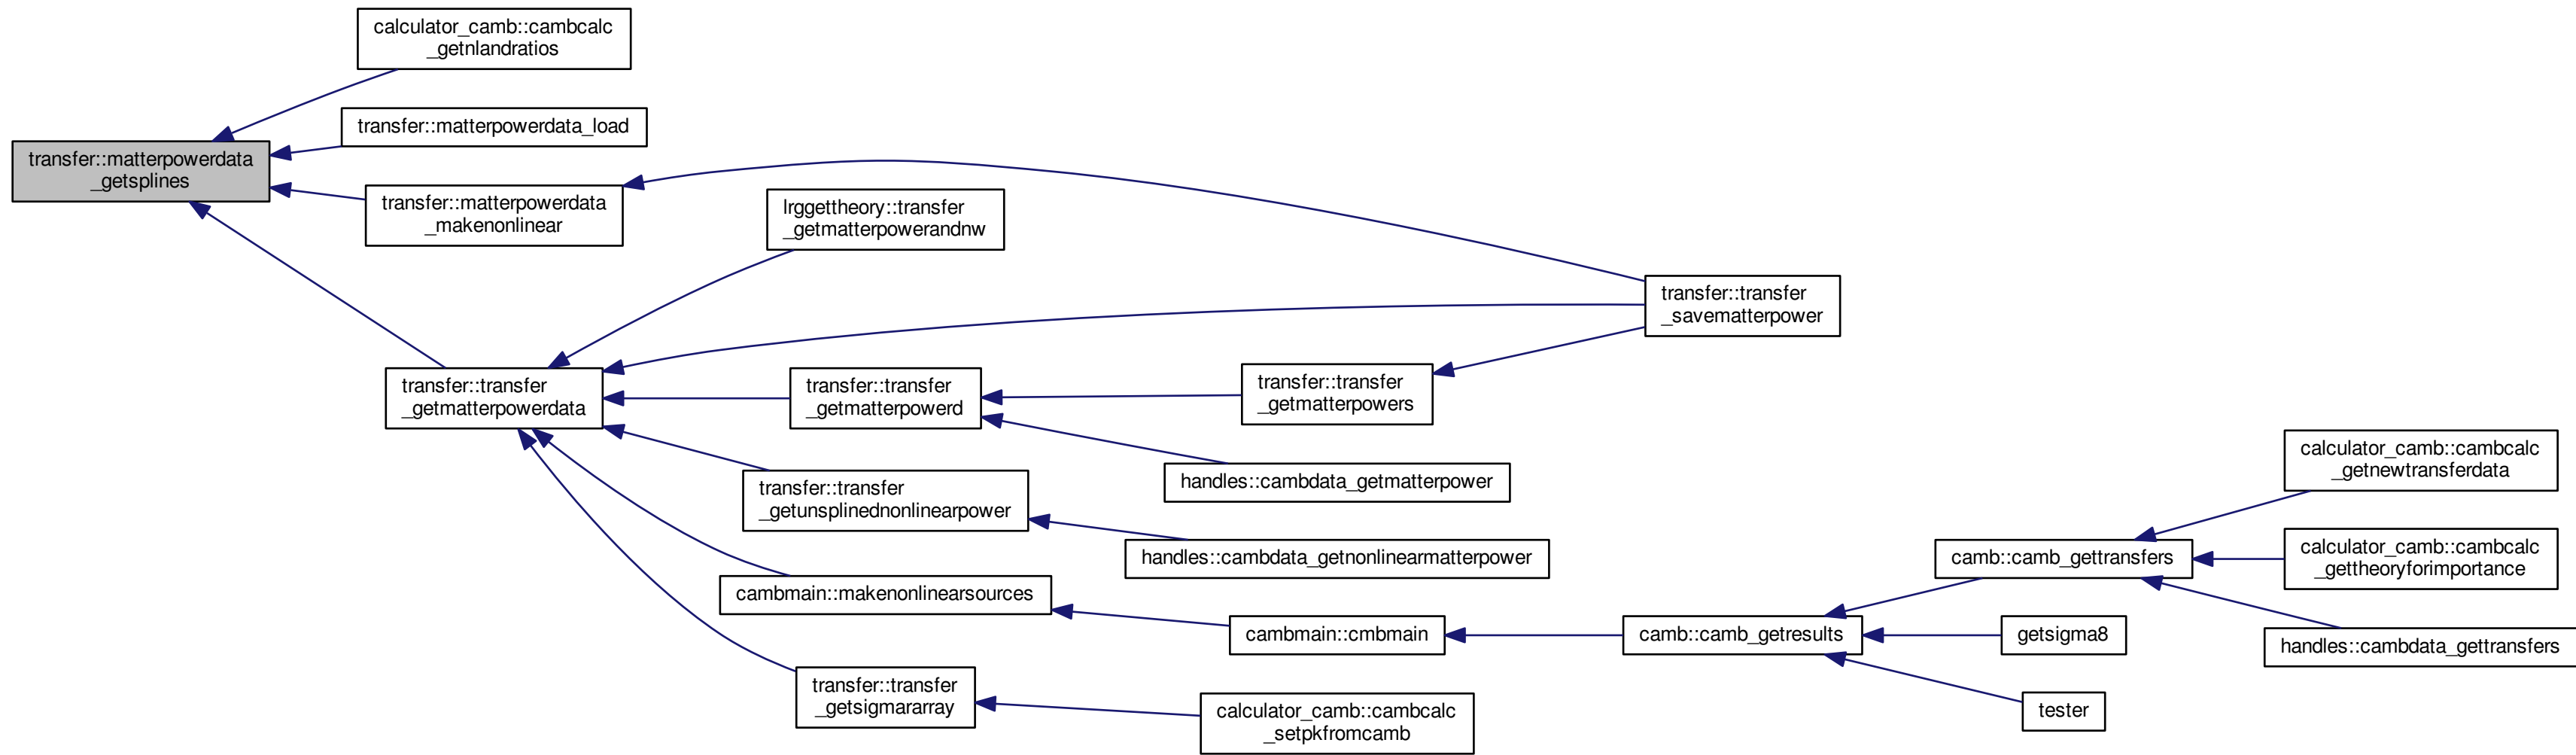 calculator_camb::cambcalc
_getnlandratios
transfer::matterpowerdata_load
transfer::matterpowerdata
_getsplines
transfer::matterpowerdata
_makenonlinear
lrggettheory::transfer
_getmatterpowerandnw
transfer::transfer
_savematterpower
transfer::transfer
_getmatterpowerdata
transfer::transfer
_getmatterpowerd
transfer::transfer
_getmatterpowers
handles::cambdata_getmatterpower
transfer::transfer
_getunsplinednonlinearpower
handles::cambdata_getnonlinearmatterpower
calculator_camb::cambcalc
_getnewtransferdata
camb::camb_gettransfers
calculator_camb::cambcalc
_gettheoryforimportance
cambmain::makenonlinearsources
cambmain::cmbmain
camb::camb_getresults
getsigma8
handles::cambdata_gettransfers
transfer::transfer
_getsigmararray
calculator_camb::cambcalc
_setpkfromcamb
tester